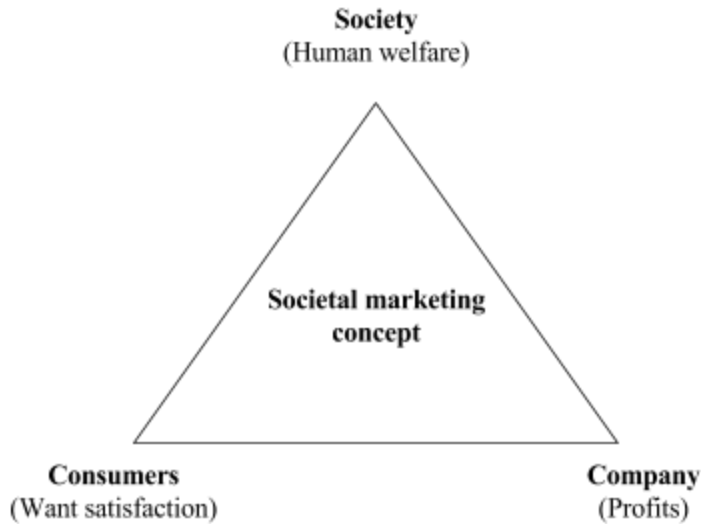 Society
(Human welfare)
Societal marketing
concept
Consumers
(Want satisfaction)
Company
(Profits)